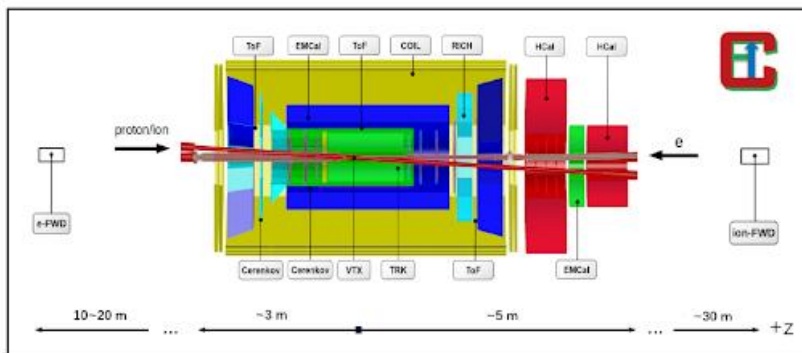 ToF EMCal ToF COIL RICH HCal HCal
EIC
proton/ion
e
e-FWD
ion-FWD
Cerenkov Cerenkov VTX TRK ToF EMCal
10~20 m ... ~3 m ~5 m ... ~30 m +Z